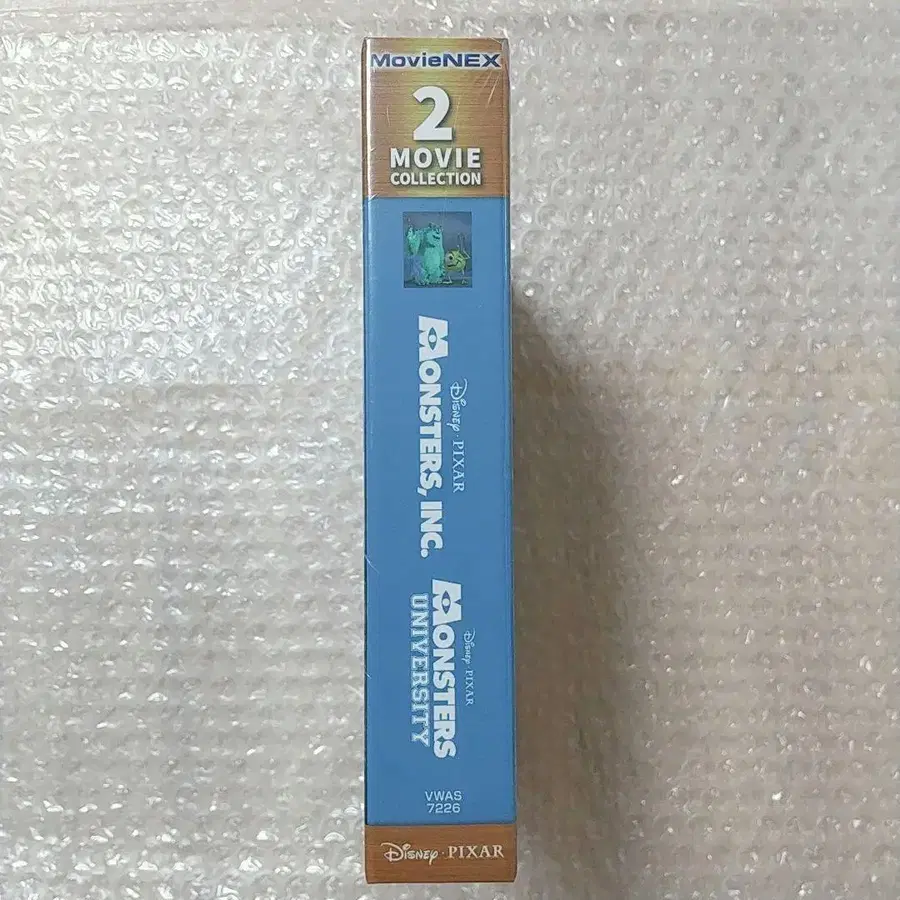 MovieNEX
2
MOVIE
COLLECTION
DISNEY · PIXAR
MONSTERS, INC.
DISNEY · PIXAR
MONSTERS
UNIVERSITY
VWAS
7226
DISNEY · PIXAR